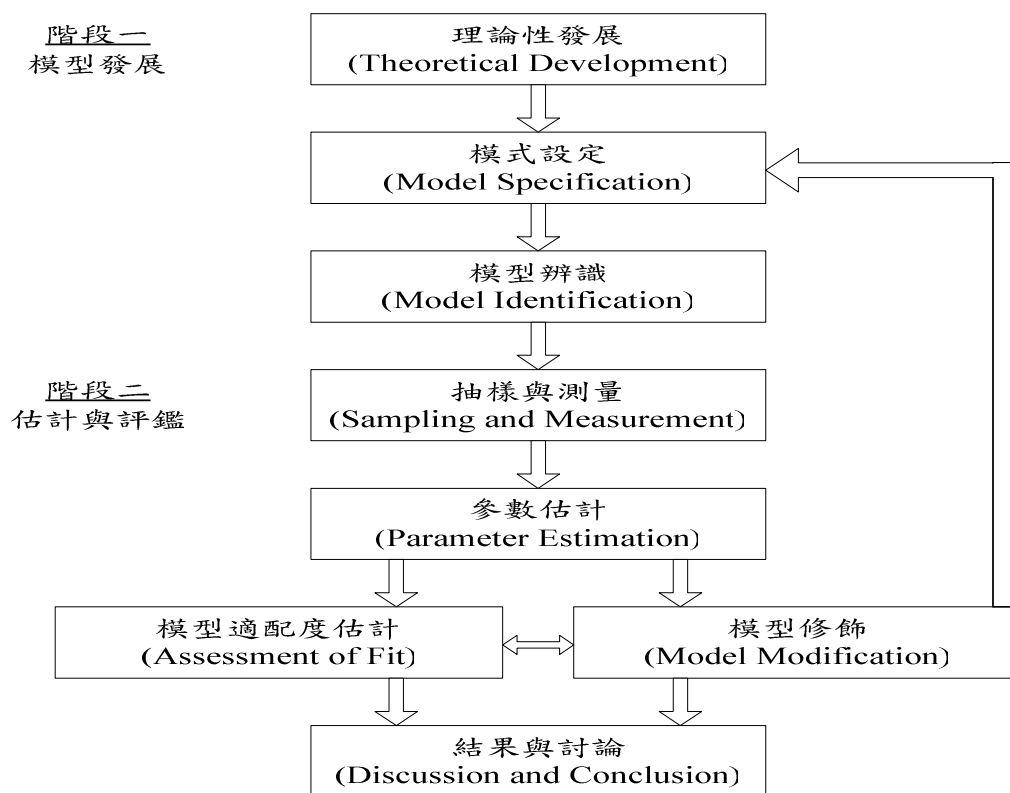 階段一
模型發展
理論性發展
(Theoretical Development)
模式設定
(Model Specification)
模型辨識
(Model Identification)
階段二
估計與評鑑
抽樣與測量
(Sampling and Measurement)
參數估計
(Parameter Estimation)
模型適配度估計
(Assessment of Fit)
模型修飾
(Model Modification)
結果與討論
(Discussion and Conclusion)